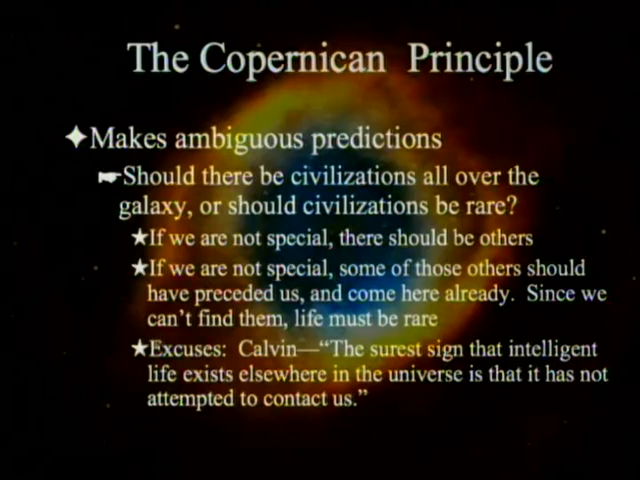 The Copernican Principle
✦Makes ambiguous predictions
☛Should there be civilizations all over the
galaxy, or should civilizations be rare?
★If we are not special, there should be others
★If we are not special, some of those others should
have preceded us, and come here already. Since we
can't find them, life must be rare
★Excuses: Calvin—“The surest sign that intelligent
life exists elsewhere in the universe is that it has not
attempted to contact us.”